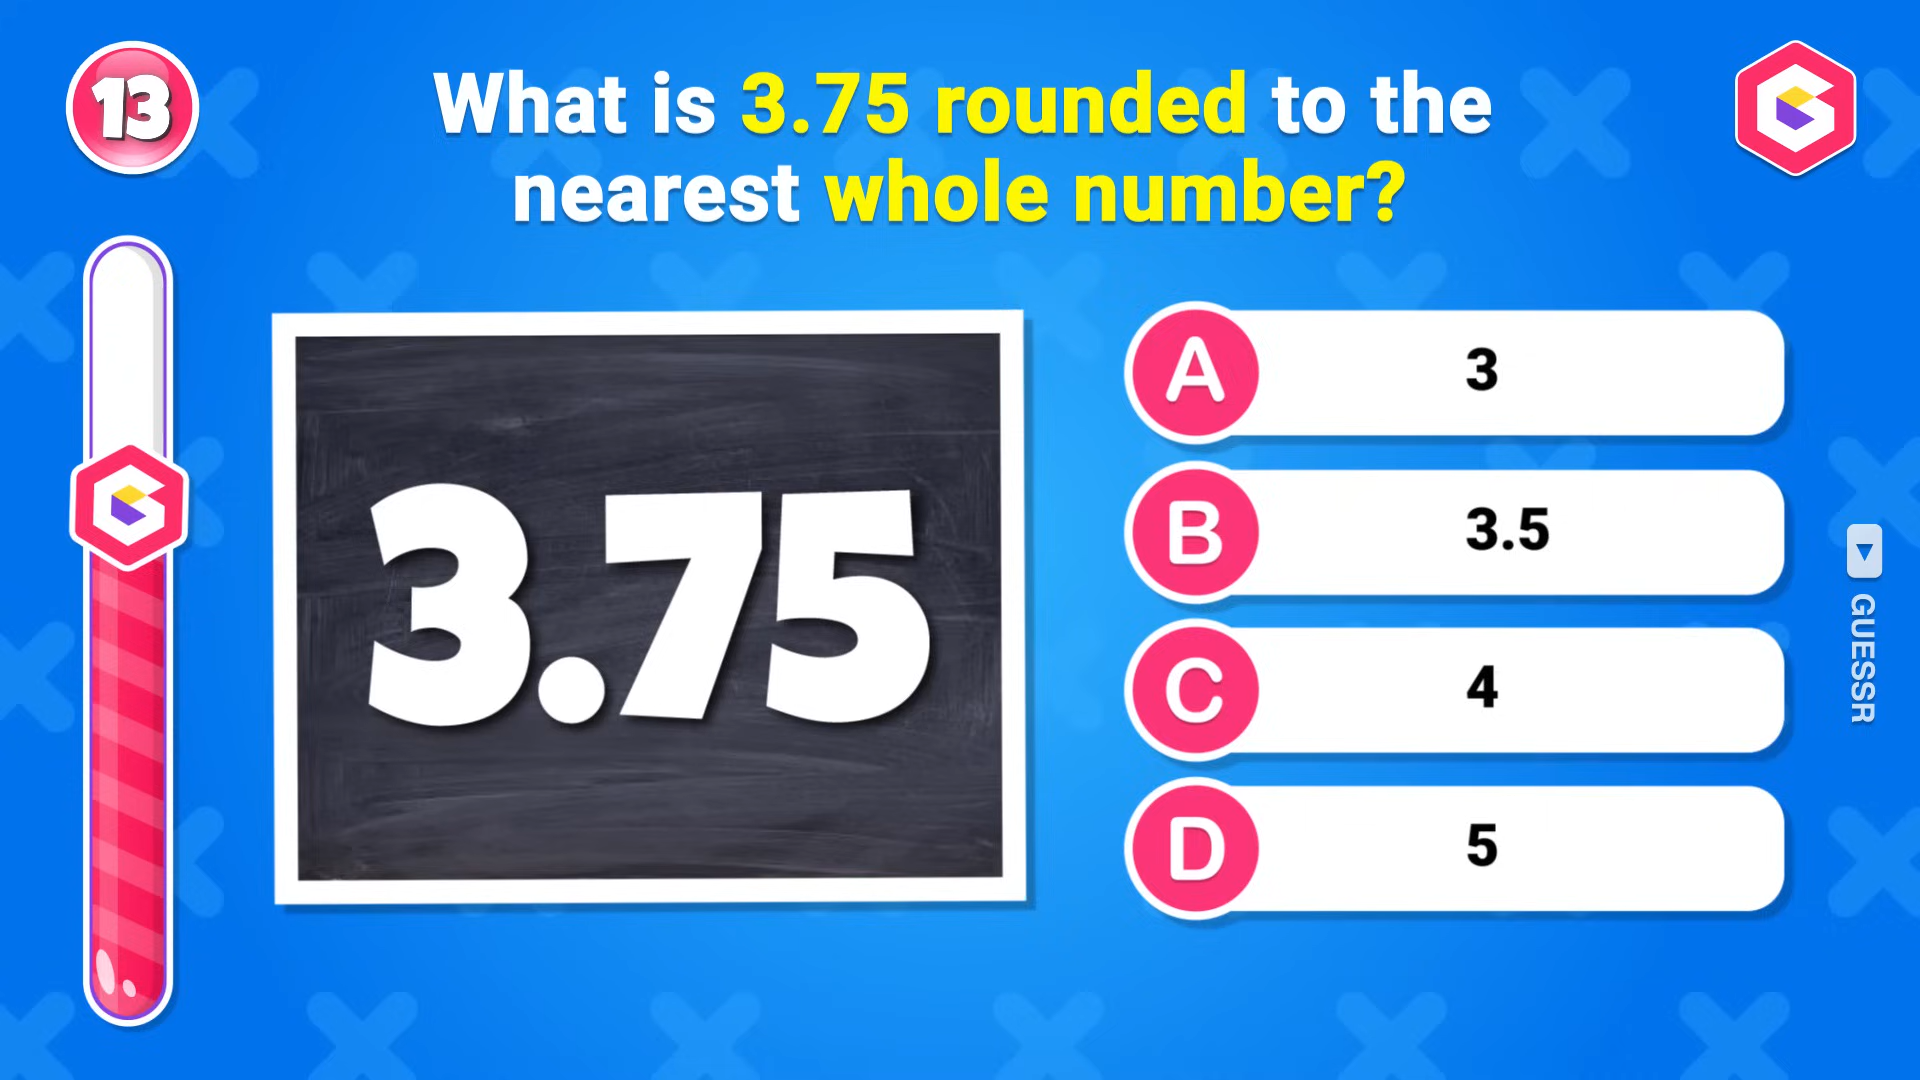 13
What is 3.75 rounded to the
nearest whole number?
3.75
A 3
B 3.5
C 4
D 5
GUESSR